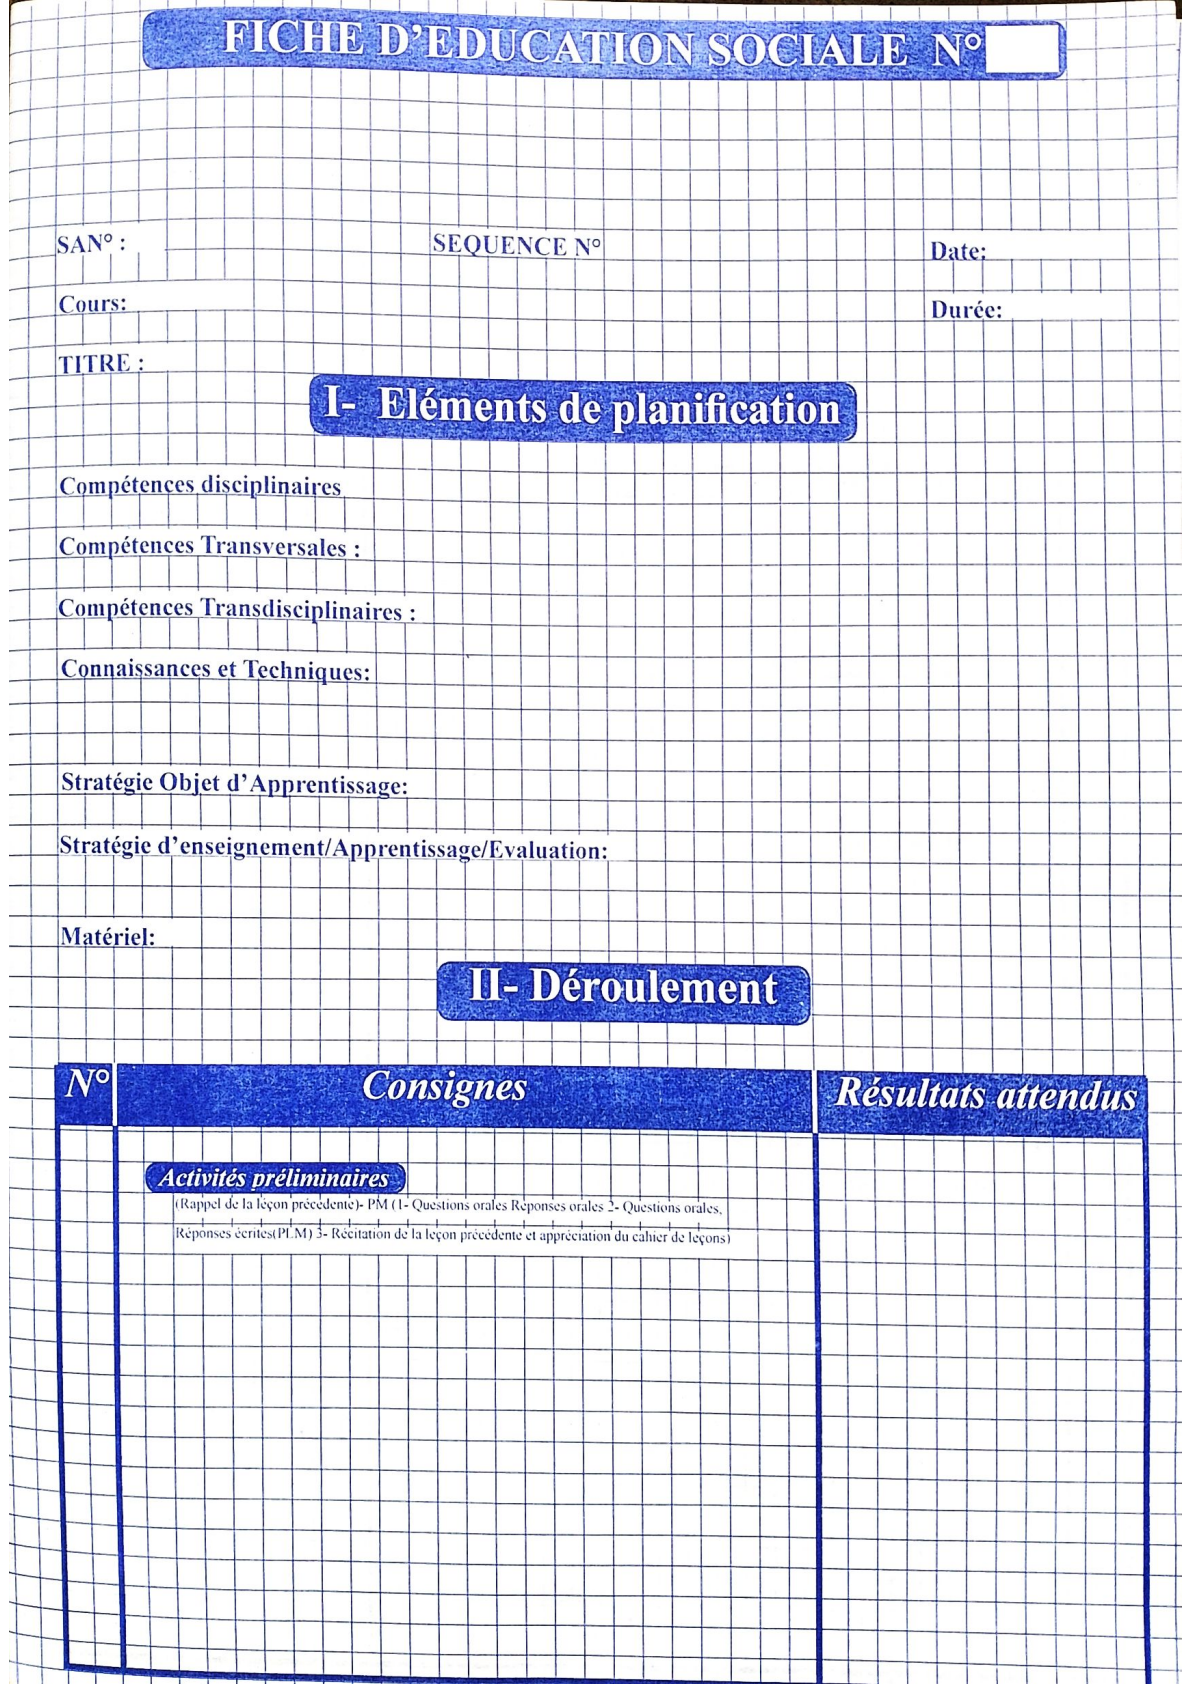 FICHE D'EDUCATION SOCIALE N°
SAN° : SEQUENCE N° Date:
Cours: Durée:
TITRE :
I- Eléments de planification
Compétences disciplinaires
Compétences Transversales :
Compétences Transdisciplinaires :
Connaissances et Techniques:
Stratégie Objet d'Apprentissage:
Stratégie d'enseignement/Apprentissage/Evaluation:
Matériel:
II- Déroulement
N° Consignes Résultats attendus
Activités préliminaires
(Rappel de la leçon précédente)- PM (1- Questions orales Reponses orales 2- Questions orales,
Réponses écrites(PLM) 3- Récitation de la leçon précédente et appréciation du cahier de leçons)